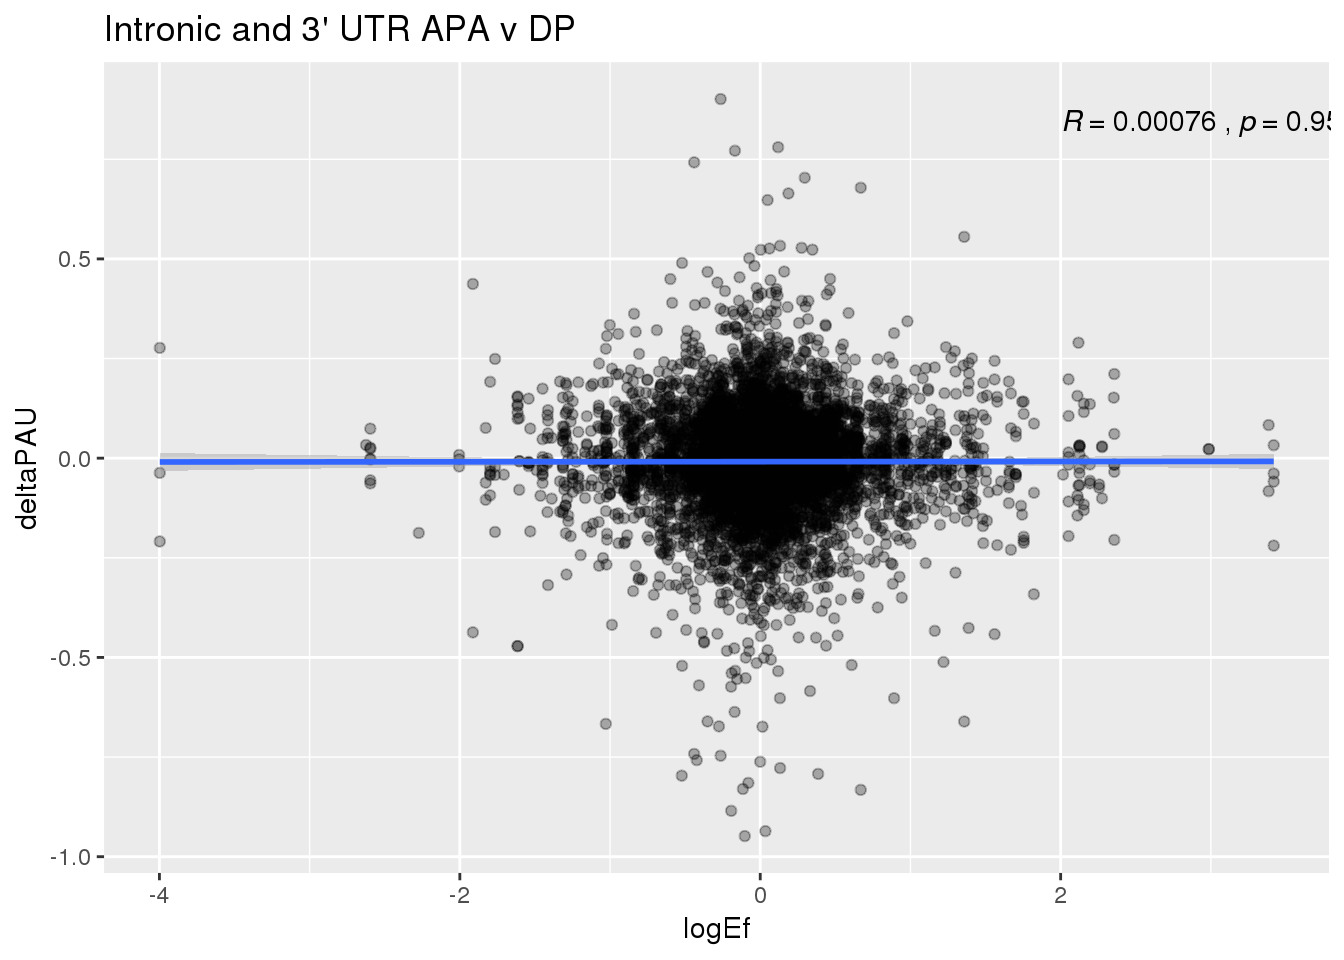 Intronic and 3' UTR APA v DP
R = 0.00076 , p = 0.95
0.5
0.0
-0.5
-1.0
deltaPAU
-4
-2
0
2
logEf